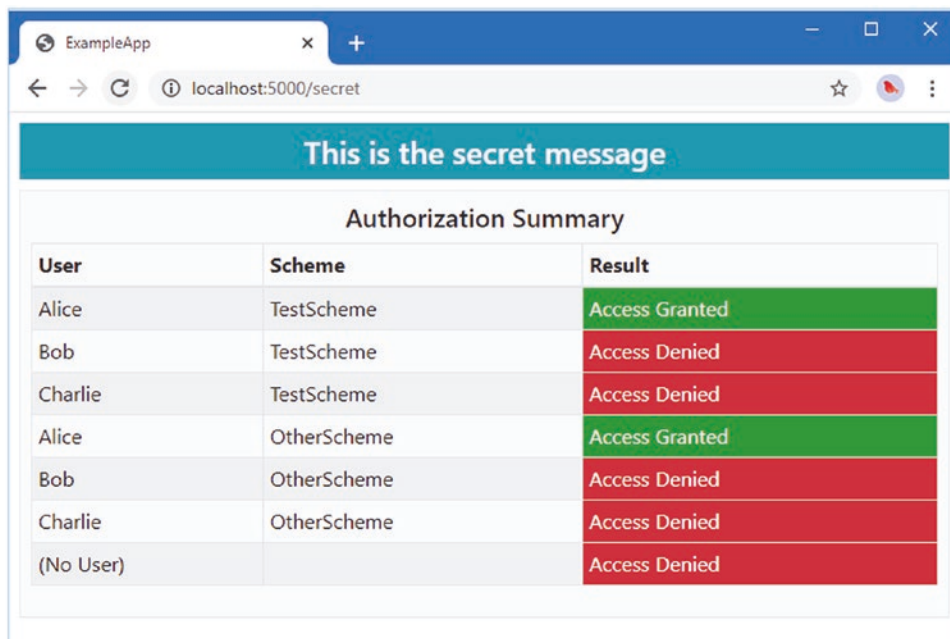 ExampleApp
localhost:5000/secret
This is the secret message
Authorization Summary
User Scheme Result
Alice TestScheme Access Granted
Bob TestScheme Access Denied
Charlie TestScheme Access Denied
Alice OtherScheme Access Granted
Bob OtherScheme Access Denied
Charlie OtherScheme Access Denied
(No User) Access Denied